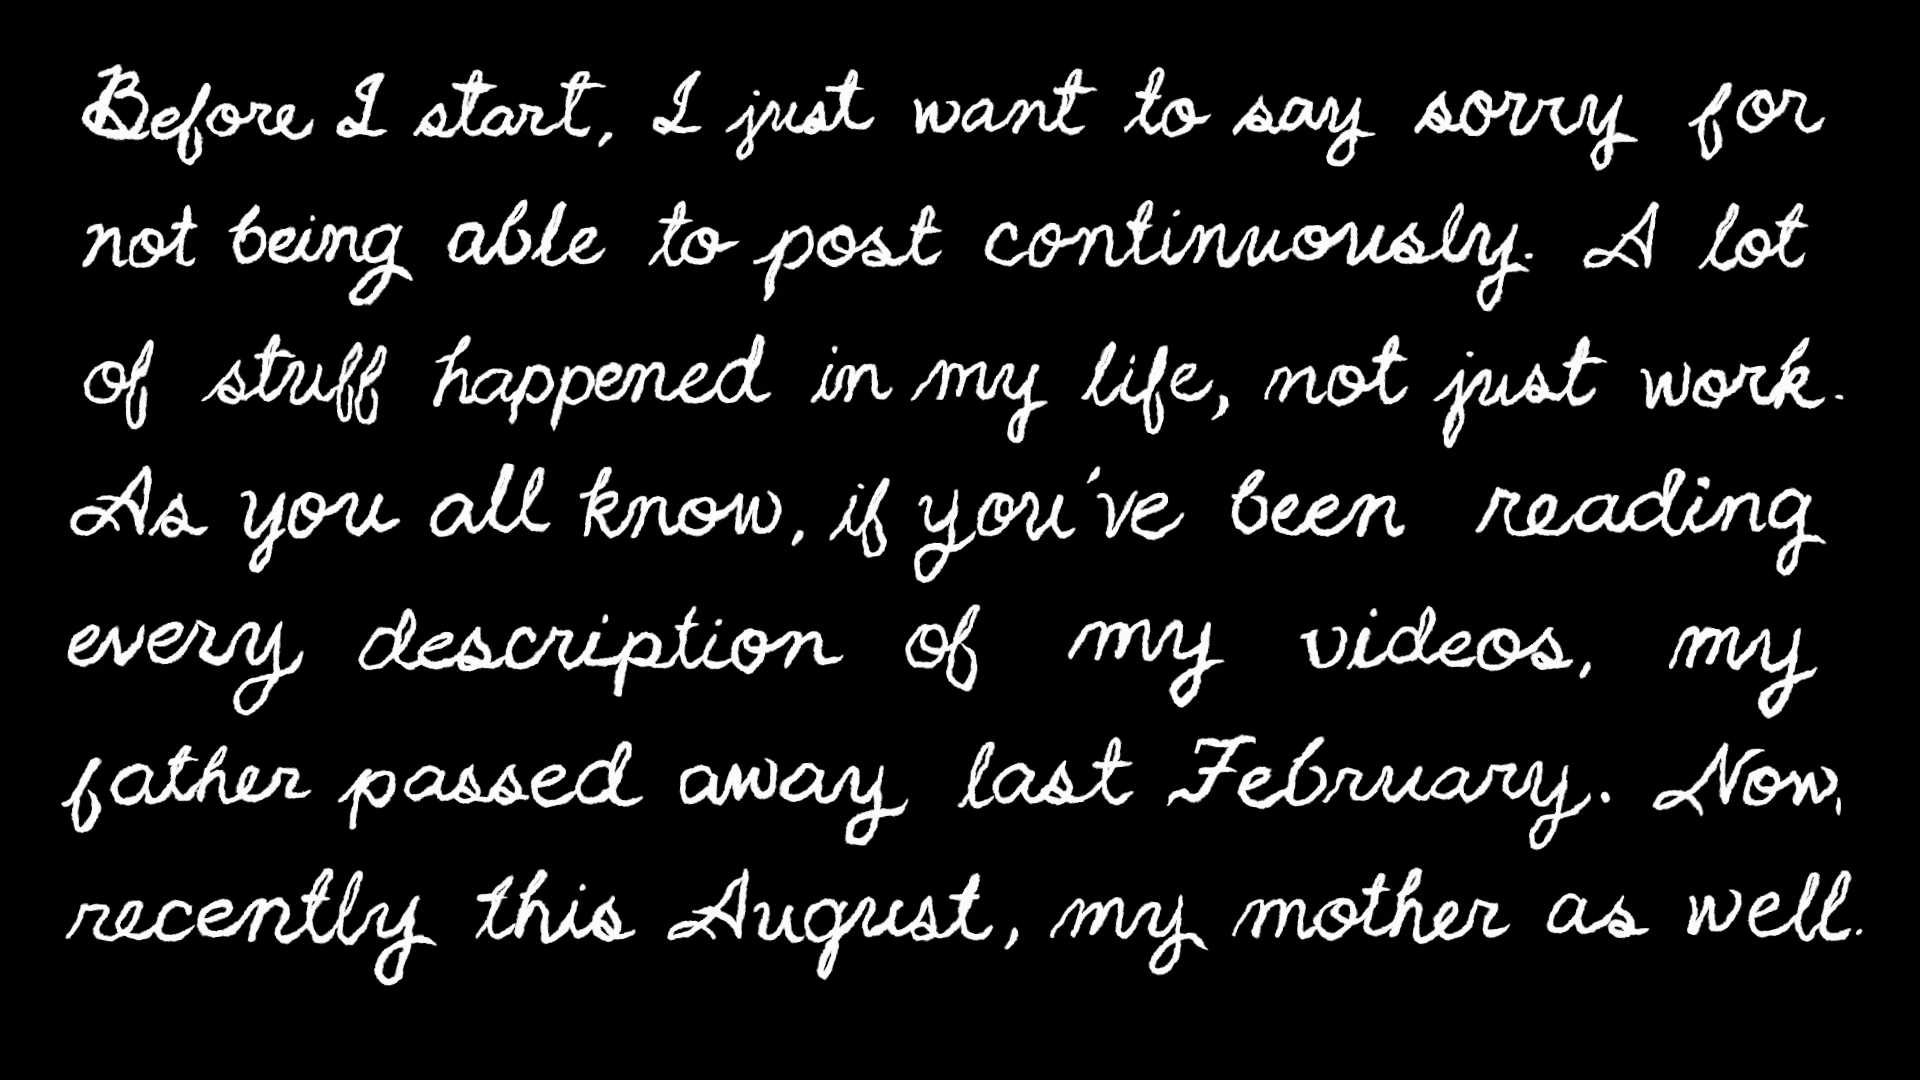 Before I start, I just want to say sorry for
not being able to post continuously. A lot
of stuff happened in my life, not just work.
As you all know, if you've been reading
every description of my videos, my
father passed away last February. Now,
recently this August, my mother as well.